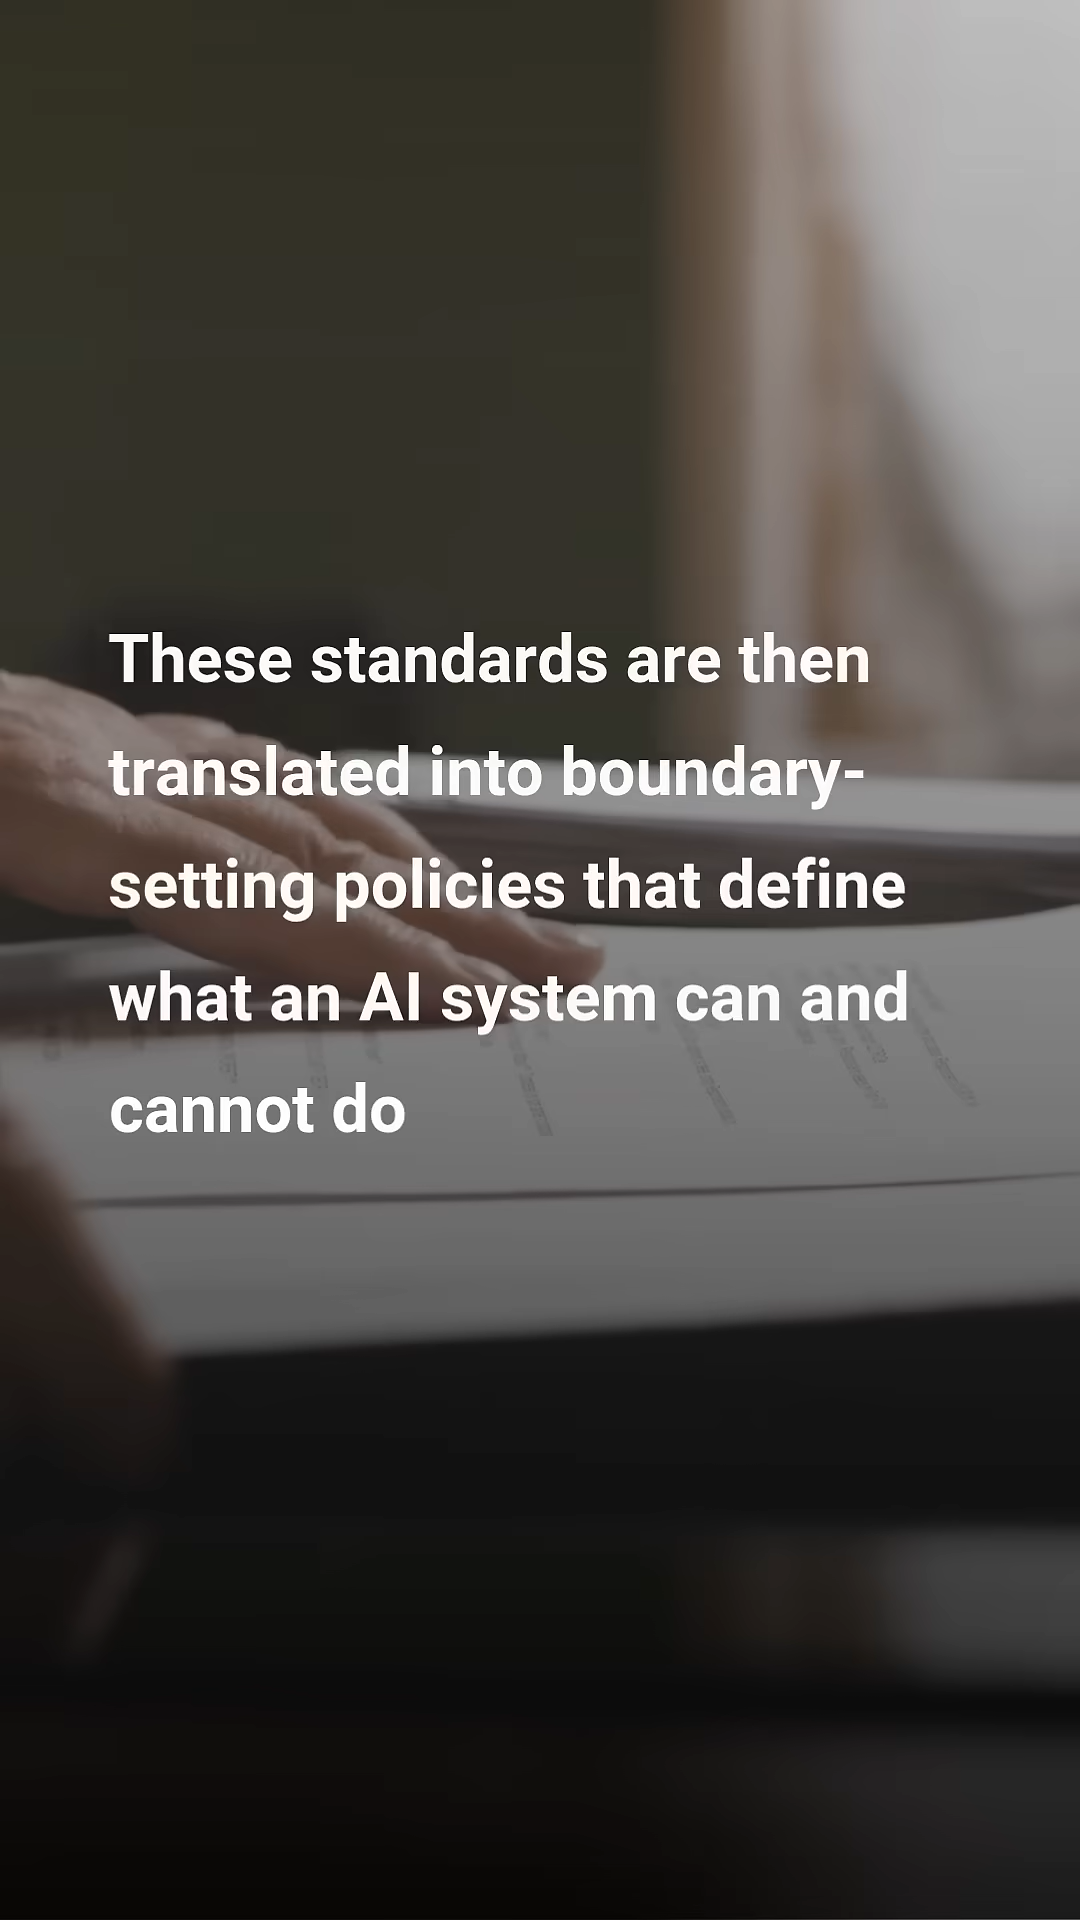 These standards are then
translated into boundary-
setting policies that define
what an AI system can and
cannot do